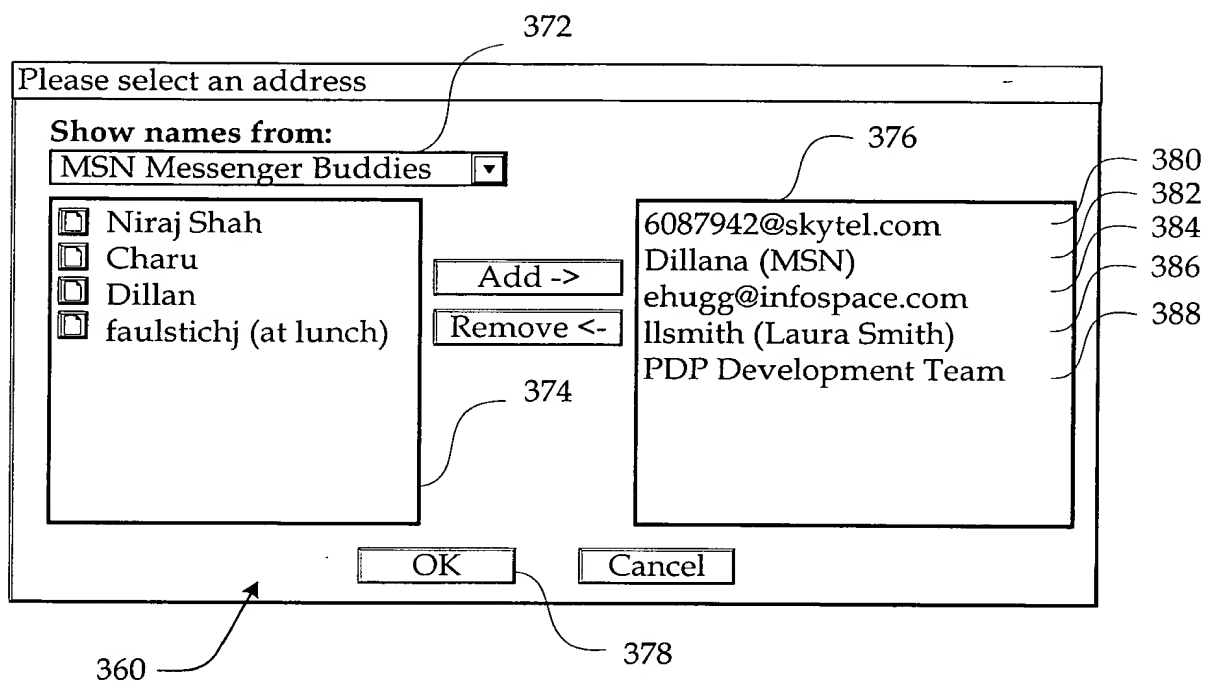 372
Please select an address
Show names from:
MSN Messenger Buddies
376
380
382
384
386
388
Niraj Shah
Charu
Dillan
faulstichj (at lunch)
Add ->
Remove <-
6087942@skytel.com
Dillana (MSN)
ehugg@infospace.com
llsmith (Laura Smith)
PDP Development Team
374
OK
Cancel
360
378